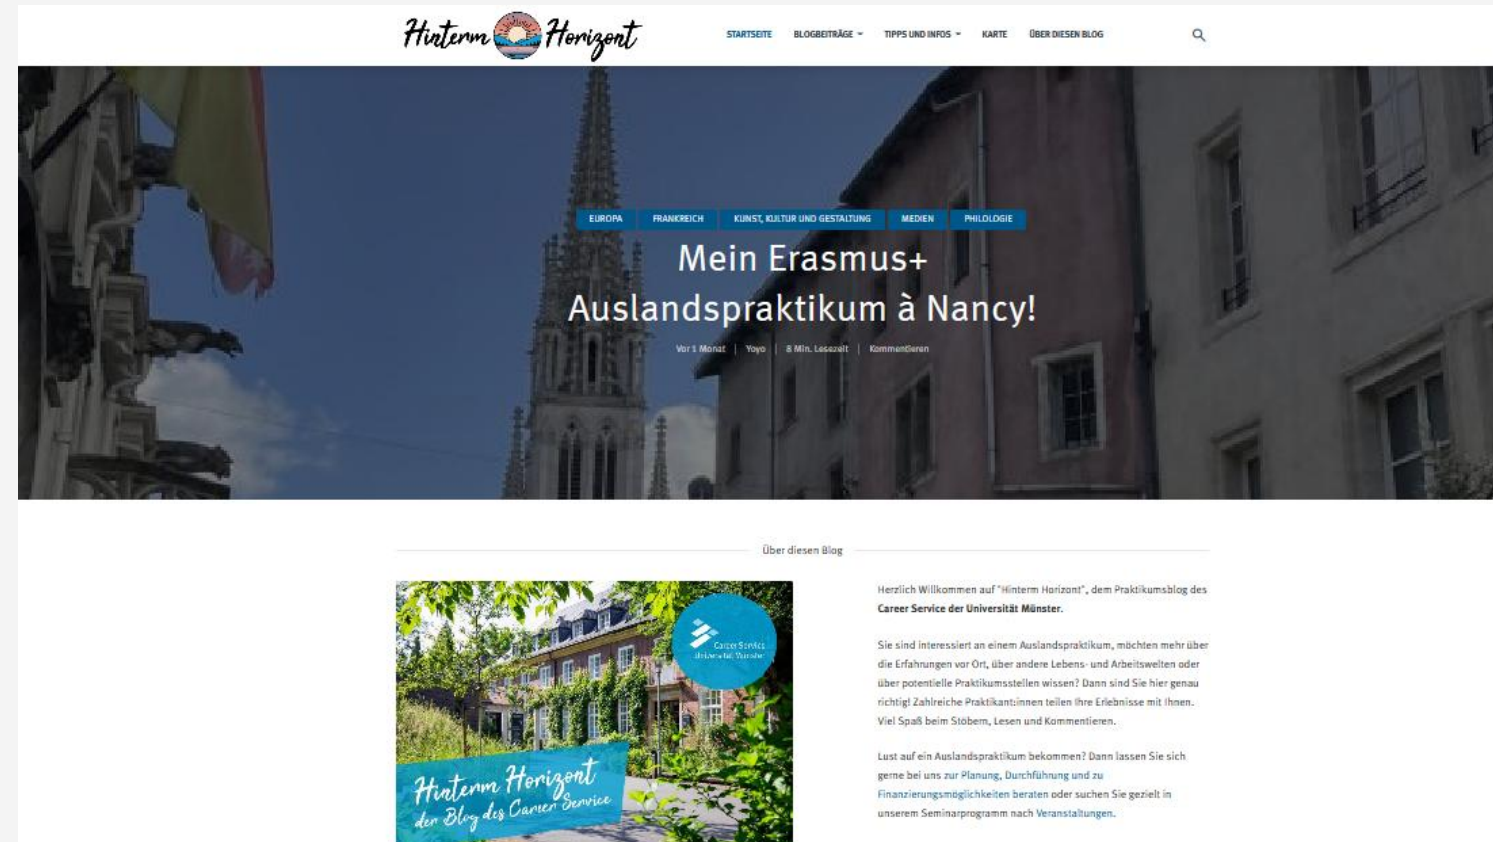 Hinterm Horizont
STARTSEITE BLOGBEITRÄGE TIPPS UND INFOS KARTE ÜBER DIESEN BLOG
EUROPA FRANKREICH KUNST, KULTUR UND GESTALTUNG MEDIEN PHILOLOGIE
Mein Erasmus+
Auslandspraktikum à Nancy!
Vor 1 Monat | Yoyo | 8 Min. Lesezeit | Kommentieren
Über diesen Blog
Career Service
Universität Münster
Hinterm Horizont
der Blog des Career Service
Herzlich Willkommen auf "Hinterm Horizont", dem Praktikumsblog des
Career Service der Universität Münster.
Sie sind interessiert an einem Auslandspraktikum, möchten mehr über
die Erfahrungen vor Ort, über andere Lebens- und Arbeitswelten oder
über potentielle Praktikumsstellen wissen? Dann sind Sie hier genau
richtig! Zahlreiche Praktikant:innen teilen Ihre Erlebnisse mit Ihnen.
Viel Spaß beim Stöbern, Lesen und Kommentieren.
Lust auf ein Auslandspraktikum bekommen? Dann lassen Sie sich
gerne bei uns zur Planung, Durchführung und zu
Finanzierungsmöglichkeiten beraten oder suchen Sie gezielt in
unserem Seminarprogramm nach Veranstaltungen.